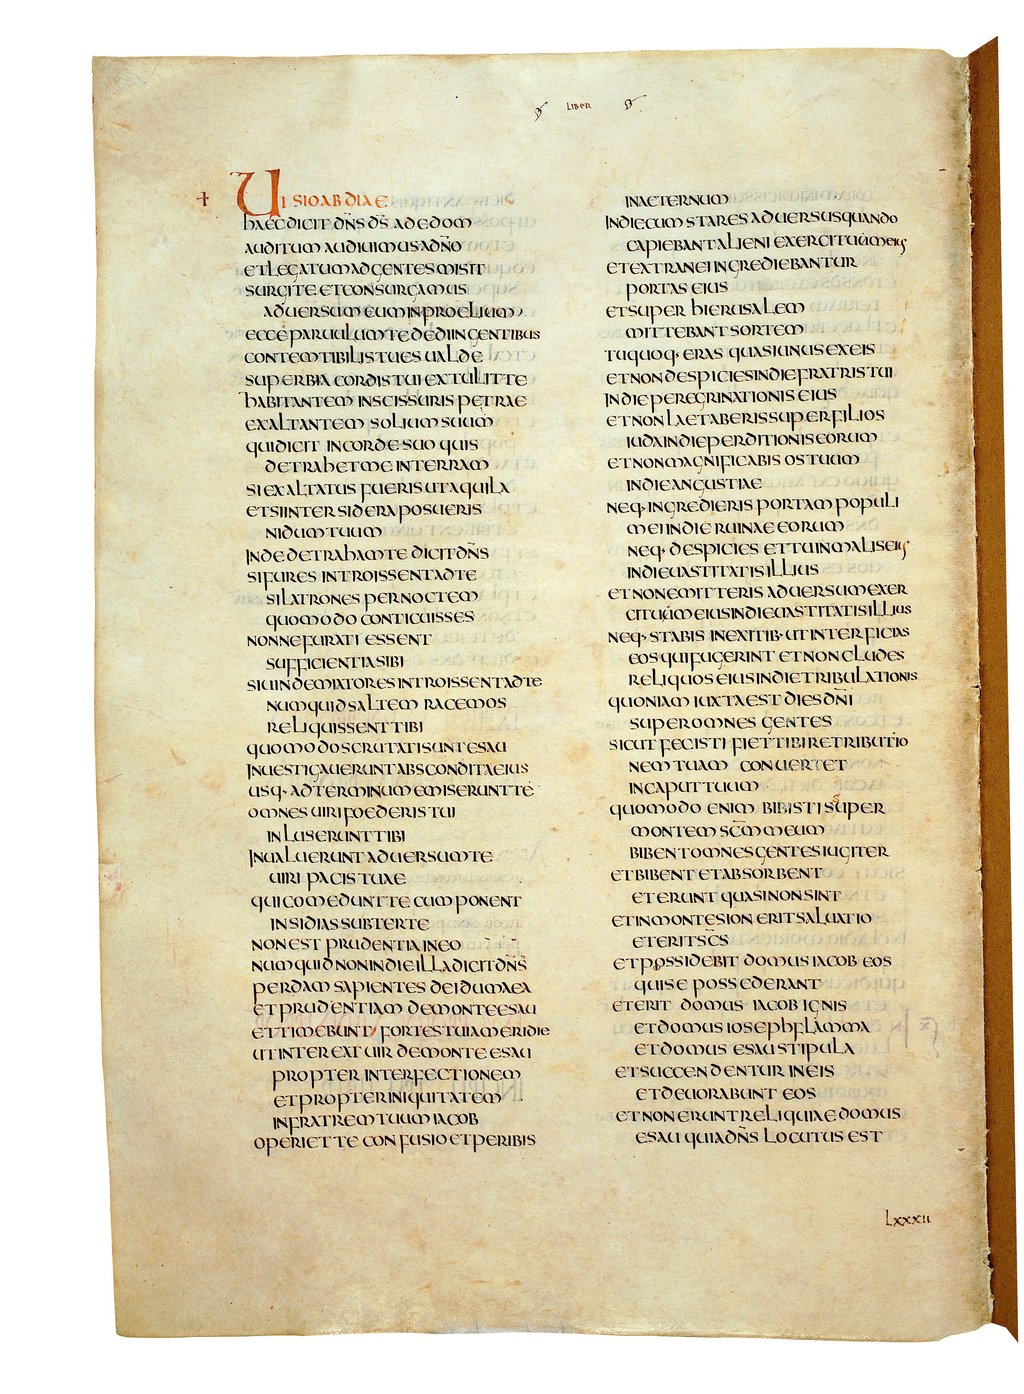 LIBER
UISIO ABDIAE
HAEC DICIT DN̄S D̄S AD EDOM
AUDITUM AUDIUIMUS A DN̄O
ET LEGATUM AD GENTES MISIT
SURGITE ET CONSURGAMUS
ADUERSUM EUM IN PROELIUM
ECCE PARUULUM TE DEDI IN GENTIBUS
CONTEMTIBILIS TU ES UALDE
SUPERBIA CORDIS TUI EXTULIT TE
HABITANTEM IN SCISSURIS PETRAE
EXALTANTEM SOLIUM SUUM
QUI DICIT IN CORDE SUO QUIS
DETRAHET ME IN TERRAM
SI EXALTATUS FUERIS UT AQUILA
ET SI INTER SIDERA POSUERIS
NIDUM TUUM
INDE DETRAHAM TE DICIT DN̄S
SI FURES INTROISSENT AD TE
SI LATRONES PER NOCTEM
QUOMODO CONTICUISSES
NONNE FURATI ESSENT
SUFFICIENTIA SIBI
SI UINDEMIATORES INTROISSENT AD TE
NUMQUID SALTEM RACEMOS
RELIQUISSENT TIBI
QUOMODO SCRUTATI SUNT ESAU
INUESTIGAUERUNT ABSCONDITA EIUS
USQ· AD TERMINUM EMISERUNT TE
OMNES UIRI FOEDERIS TUI
INLUSERUNT TIBI
INUALUERUNT ADUERSUM TE
UIRI PACIS TUAE
QUI COMEDUNT TECUM PONENT
INSIDIAS SUBTER TE
NON EST PRUDENTIA IN EO
NUMQUID NON IN DIE ILLA DICIT DN̄S
PERDAM SAPIENTES DE IDUMAEA
ET PRUDENTIAM DE MONTE ESAU
ET TIMEBUNT FORTES TUI A MERIDIE
UT INTEREAT UIR DE MONTE ESAU
PROPTER INTERFECTIONEM
ET PROPTER INIQUITATEM
IN FRATREM TUUM IACOB
OPERIET TE CONFUSIO ET PERIBIS
IN AETERNUM
IN DIE CUM STARES ADUERSUS QUANDO
CAPIEBANT ALIENI EXERCITUUM EIUS
ET EXTRANEI INGREDIEBANTUR
PORTAS EIUS
ET SUPER HIERUSALEM
MITTEBANT SORTEM
TU QUOQ· ERAS QUASI UNUS EX EIS
ET NON DESPICIES IN DIE FRATRIS TUI
IN DIE PEREGRINATIONIS EIUS
ET NON LAETABERIS SUPER FILIOS
IUDA IN DIE PERDITIONIS EORUM
ET NON MAGNIFICABIS OS TUUM
IN DIE ANGUSTIAE
NEQ· INGREDIERIS PORTAM POPULI
MEI IN DIE RUINAE EORUM
NEQ· DESPICIES ET TU IN MALIS EIUS
IN DIE UASTITATIS ILLIUS
ET NON EMITTERIS ADUERSUM EXER
CITUUM EIUS IN DIE UASTITATIS ILLIUS
NEQ· STABIS IN EXITIB· UT INTERFICIAS
EOS QUI FUGERINT ET NON CLUDES
RELIQUOS EIUS IN DIE TRIBULATIONIS
QUONIAM IUXTA EST DIES DN̄I
SUPER OMNES GENTES
SICUT FECISTI FIET TIBI RETRIBUTIO
NEM TUAM CONUERTET
IN CAPUT TUUM
QUOMODO ENIM BIBISTI SUPER
MONTEM SC̄M MEUM
BIBENT OMNES GENTES IUGITER
ET BIBENT ET ABSORBENT
ET ERUNT QUASI NON SINT
ET IN MONTE SION ERIT SALUATIO
ET ERIT SC̄S
ET POSSIDEBIT DOMUS IACOB EOS
QUI SE POSSEDERANT
ET ERIT DOMUS IACOB IGNIS
ET DOMUS IOSEPH FLAMMA
ET DOMUS ESAU STIPULA
ET SUCCENDENTUR IN EIS
ET DEUORABUNT EOS
ET NON ERUNT RELIQUIAE DOMUS
ESAU QUIA DN̄S LOCUTUS EST
LXXXII